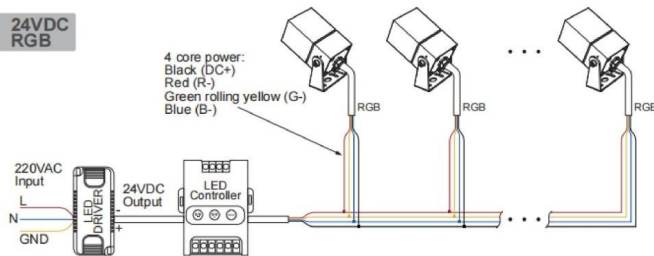 24VDC
RGB
4 core power:
Black (DC+)
Red (R-)
Green rolling yellow (G-)
Blue (B-)
RGB
RGB
RGB
220VAC
Input
L
N
GND
LED
DRIVER
-
+
24VDC
Output
LED
Controller